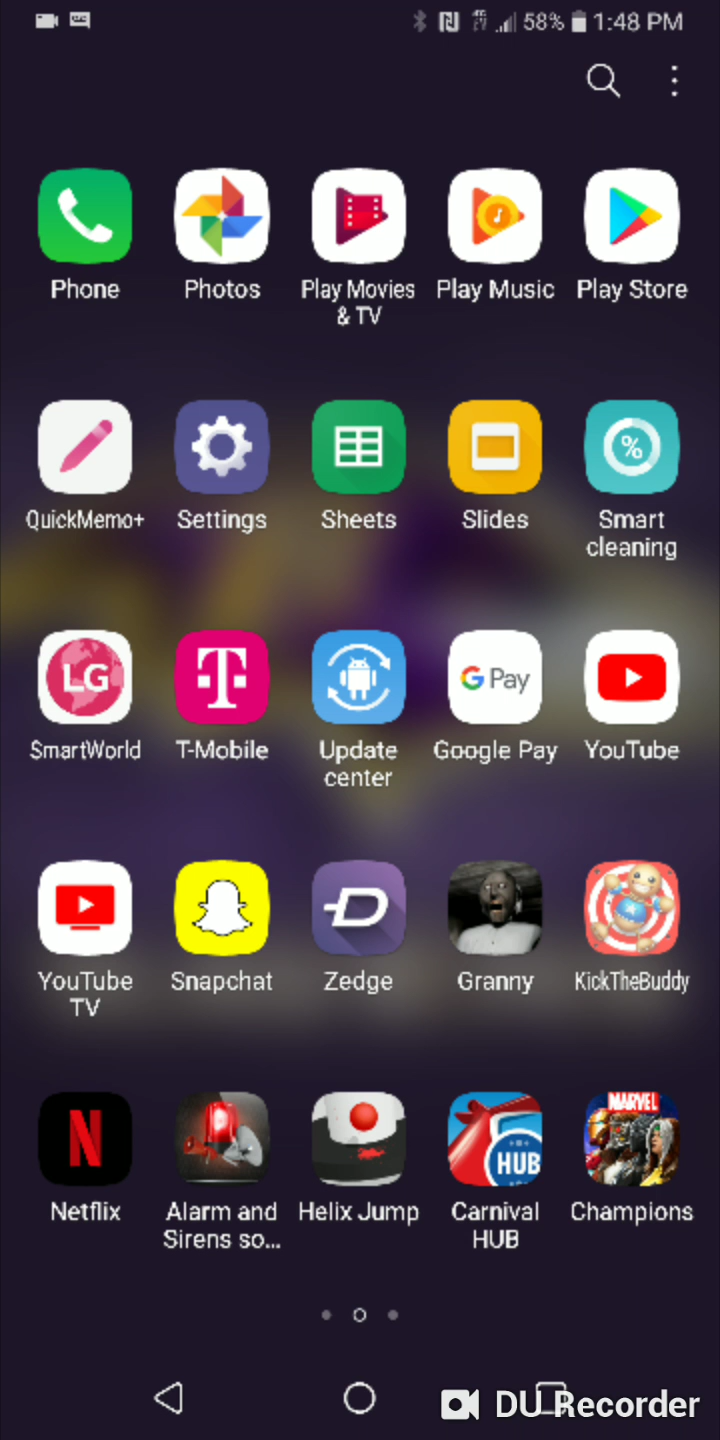 58% 1:48 PM
Phone
Photos
Play Movies
& TV
Play Music
Play Store
%
QuickMemo+
Settings
Sheets
Slides
Smart
cleaning
LG
T
G Pay
SmartWorld
T-Mobile
Update
center
Google Pay
YouTube
YouTube
TV
Snapchat
Zedge
Granny
KickTheBuddy
N
HUB
MARVEL
Netflix
Alarm and
Sirens so...
Helix Jump
Carnival
HUB
Champions
DU Recorder